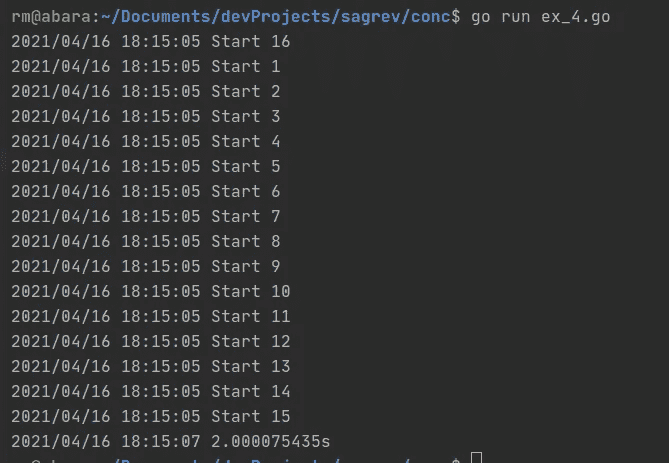 rm@abara:~/Documents/devProjects/sagrev/conc$ go run ex_4.go
2021/04/16 18:15:05 Start 16
2021/04/16 18:15:05 Start 1
2021/04/16 18:15:05 Start 2
2021/04/16 18:15:05 Start 3
2021/04/16 18:15:05 Start 4
2021/04/16 18:15:05 Start 5
2021/04/16 18:15:05 Start 6
2021/04/16 18:15:05 Start 7
2021/04/16 18:15:05 Start 8
2021/04/16 18:15:05 Start 9
2021/04/16 18:15:05 Start 10
2021/04/16 18:15:05 Start 11
2021/04/16 18:15:05 Start 12
2021/04/16 18:15:05 Start 13
2021/04/16 18:15:05 Start 14
2021/04/16 18:15:05 Start 15
2021/04/16 18:15:07 2.000075435s